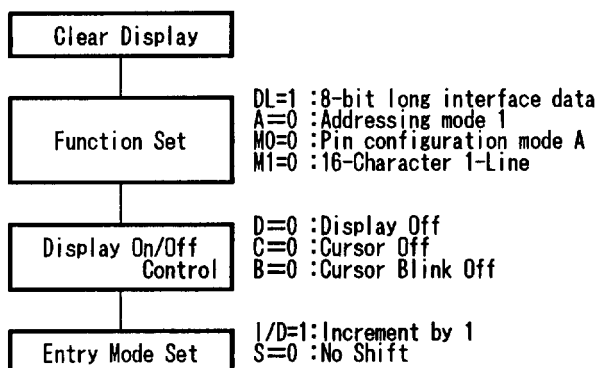 Clear Display
Function Set
DL=1 :8-bit long interface data
A=0 :Addressing mode 1
M0=0 :Pin configuration mode A
M1=0 :16-Character 1-Line
Display On/Off
Control
D=0 :Display Off
C=0 :Cursor Off
B=0 :Cursor Blink Off
Entry Mode Set
I/D=1:Increment by 1
S=0 :No Shift